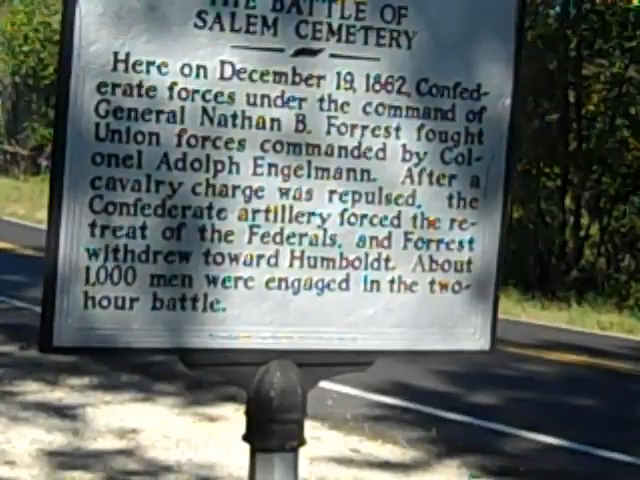 THE BATTLE OF
SALEM CEMETERY
Here on December 19, 1862, Confed-
erate forces under the command of
General Nathan B. Forrest fought
Union forces commanded by Col-
onel Adolph Engelmann. After a
cavalry charge was repulsed, the
Confederate artillery forced the re-
treat of the Federals, and Forrest
withdrew toward Humboldt. About
1,000 men were engaged in the two-
hour battle.